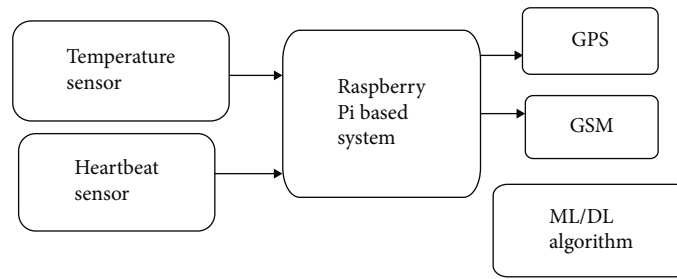 Temperature
sensor
Heartbeat
sensor
Raspberry
Pi based
system
GPS
GSM
ML/DL
algorithm